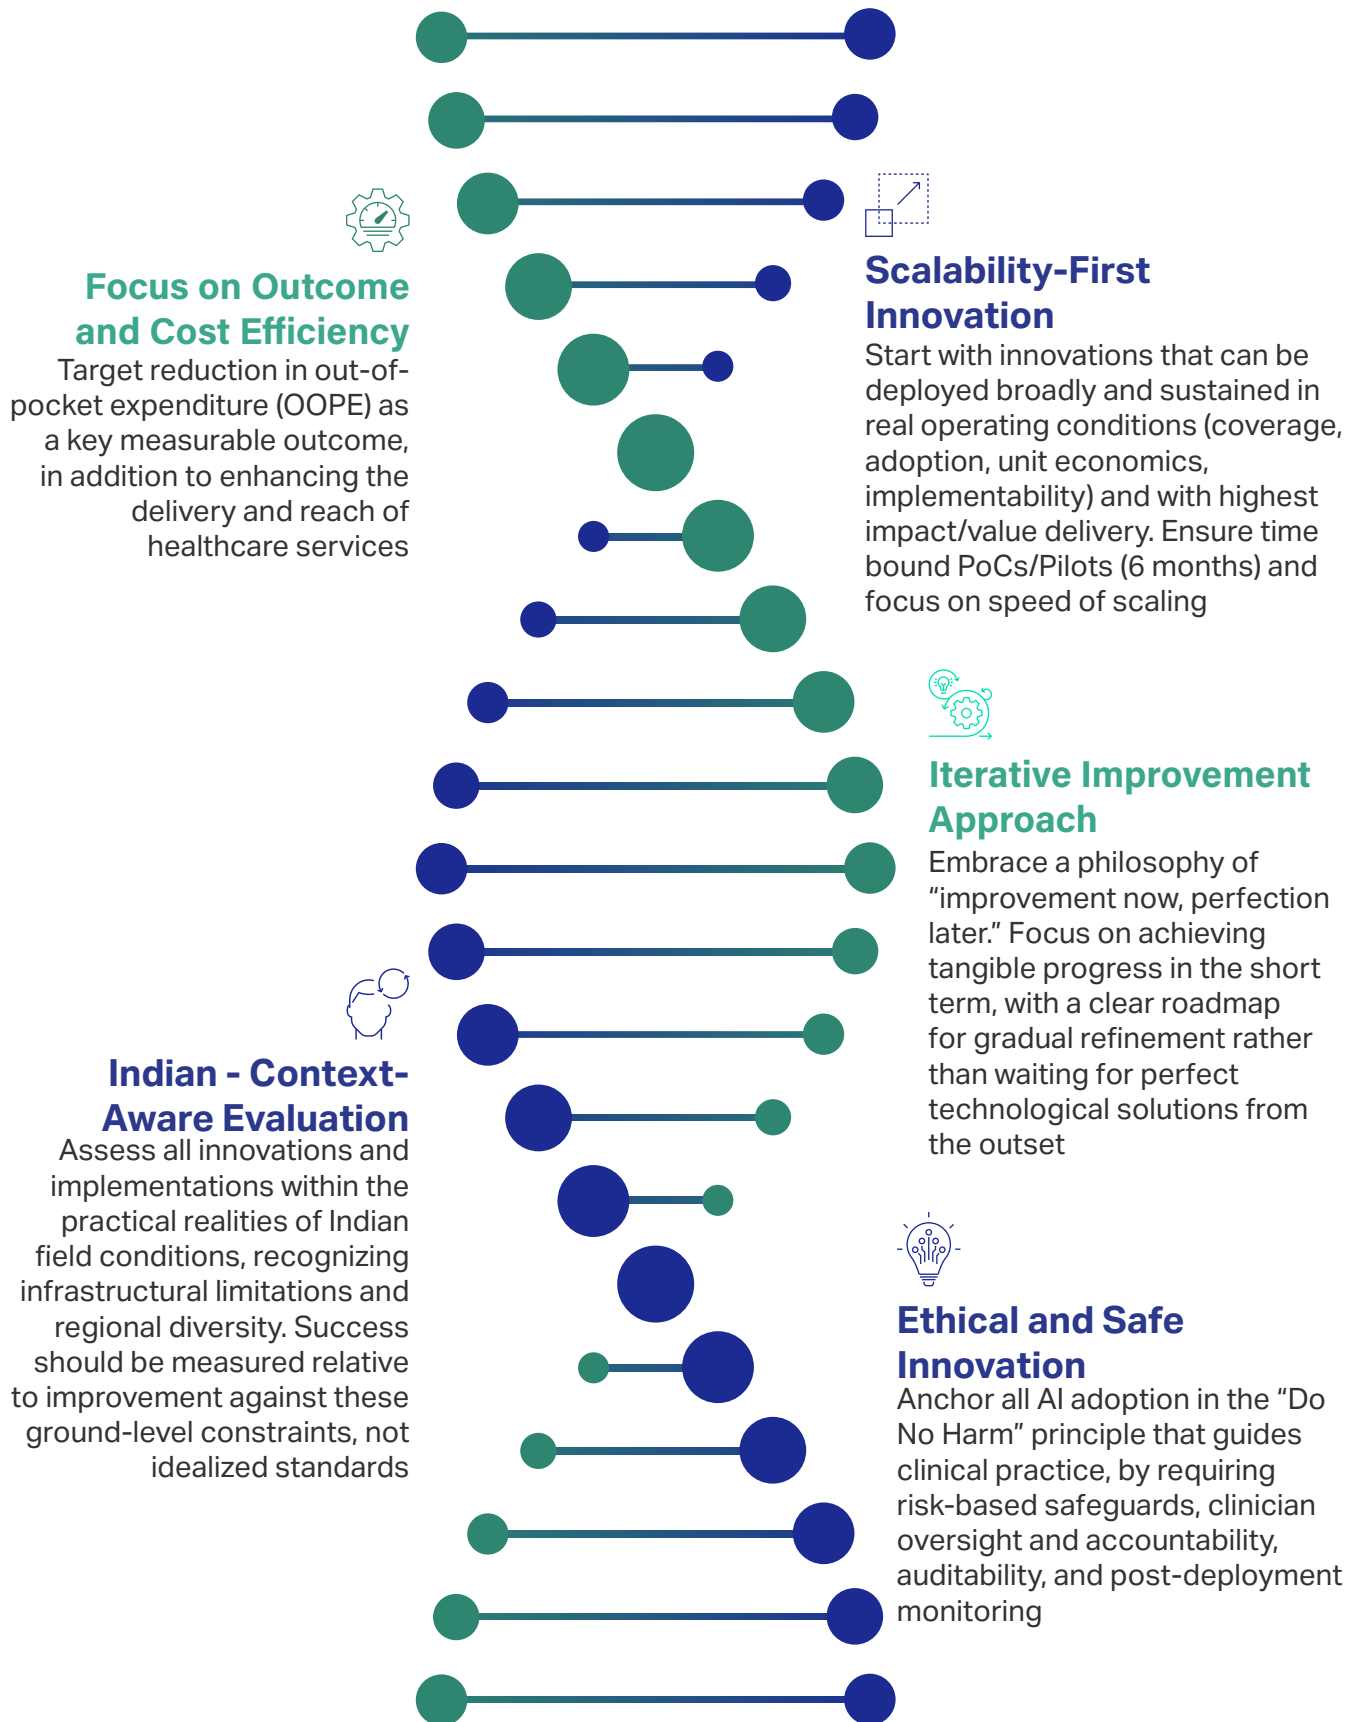 Focus on Outcome
and Cost Efficiency
Target reduction in out-of-
pocket expenditure (OOPE) as
a key measurable outcome,
in addition to enhancing the
delivery and reach of
healthcare services
Scalability-First
Innovation
Start with innovations that can be
deployed broadly and sustained in
real operating conditions (coverage,
adoption, unit economics,
implementability) and with highest
impact/value delivery. Ensure time
bound PoCs/Pilots (6 months) and
focus on speed of scaling
Iterative Improvement
Approach
Embrace a philosophy of
“improvement now, perfection
later.” Focus on achieving
tangible progress in the short
term, with a clear roadmap
for gradual refinement rather
than waiting for perfect
technological solutions from
the outset
Indian - Context-
Aware Evaluation
Assess all innovations and
implementations within the
practical realities of Indian
field conditions, recognizing
infrastructural limitations and
regional diversity. Success
should be measured relative
to improvement against these
ground-level constraints, not
idealized standards
Ethical and Safe
Innovation
Anchor all AI adoption in the “Do
No Harm” principle that guides
clinical practice, by requiring
risk-based safeguards, clinician
oversight and accountability,
auditability, and post-deployment
monitoring